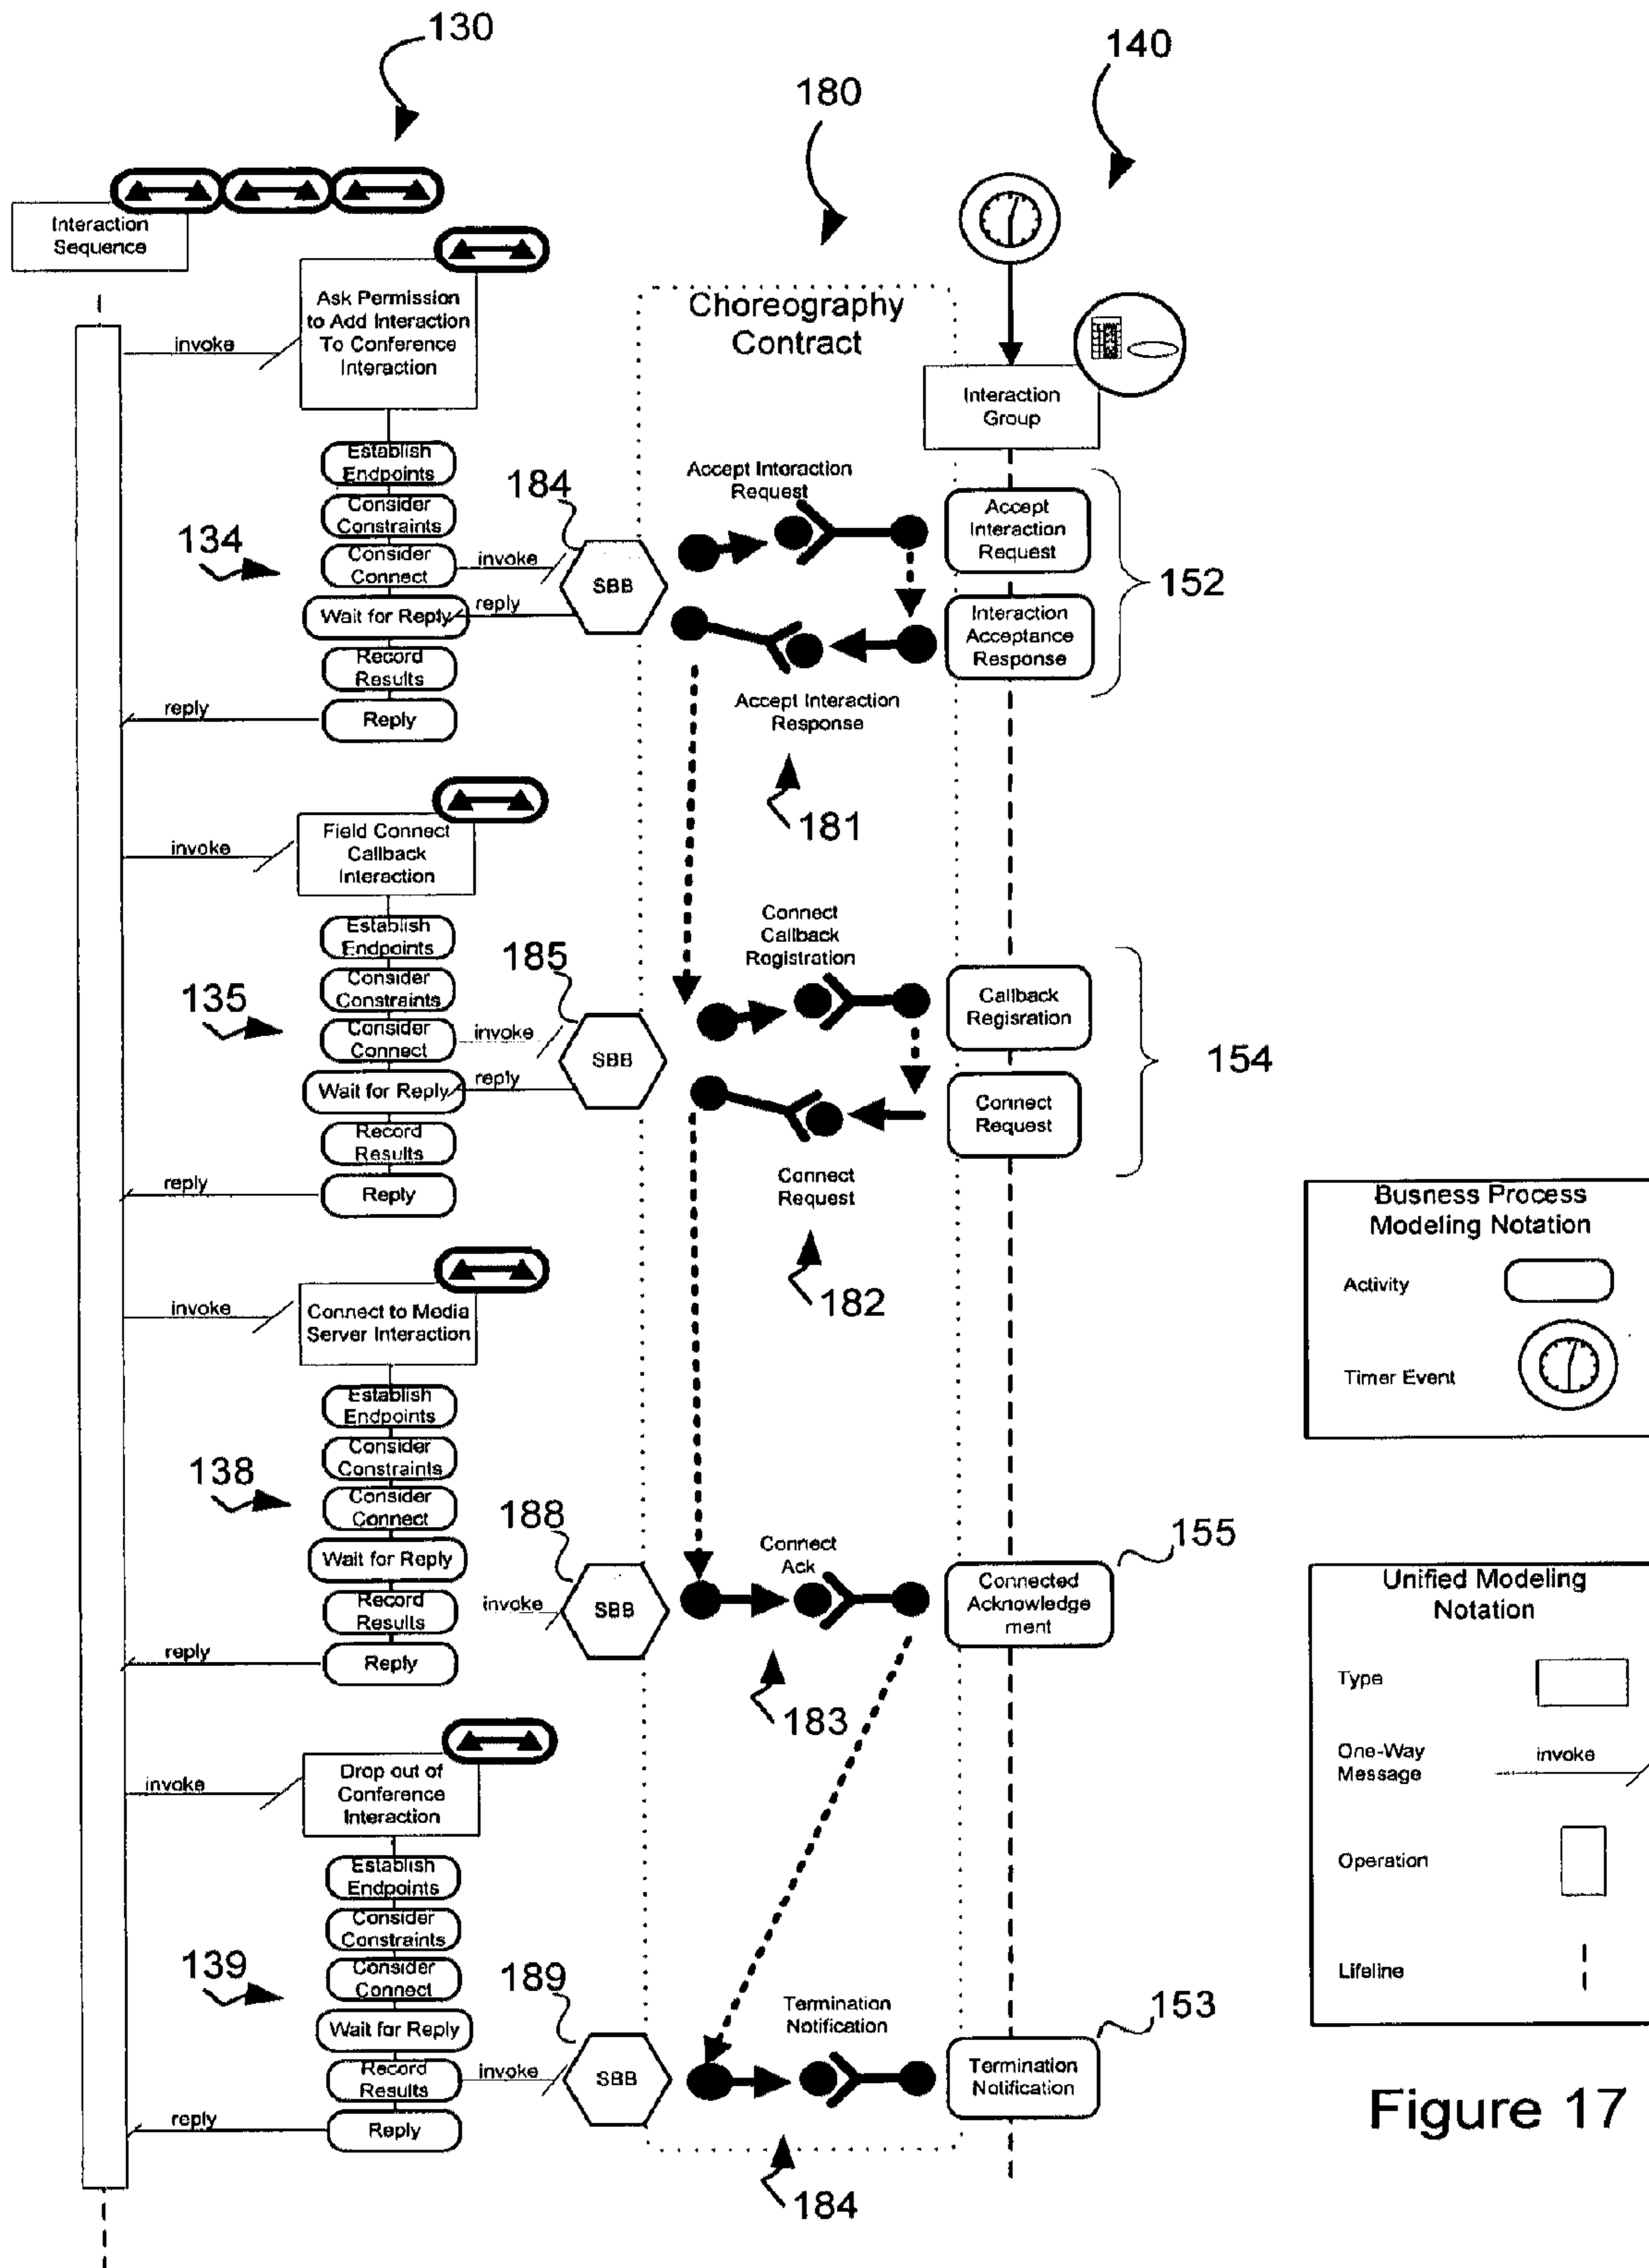 130
140
180
Interaction
Sequence
Ask Permission
to Add Interaction
To Conference
Interaction
invoke
Choreography
Contract
Interaction
Group
Establish
Endpoints
Consider
Constraints
134
Consider
Connect
invoke
184
SBB
Wait for Reply
reply
Record
Results
reply
Reply
Accept Interaction
Request
Accept
Interaction
Request
152
Interaction
Acceptance
Response
Accept Interaction
Response
181
Field Connect
Callback
Interaction
invoke
Establish
Endpoints
Consider
Constraints
135
Consider
Connect
invoke
185
SBB
Wait for Reply
reply
Record
Results
reply
Reply
Connect
Callback
Rogistration
Callback
Regisration
154
Connect
Request
Connect
Request
182
Connect to Media
Server Interaction
invoke
Establish
Endpoints
Consider
Constraints
138
Consider
Connect
Wait for Reply
Record
Results
reply
Reply
188
invoke
SBB
Connect
Ack
155
Connected
Acknowledge
ment
183
Drop out of
Conference
Interaction
invoke
Establish
Endpoints
Consider
Constraints
139
Consider
Connect
Wait for Reply
Record
Results
invoke
reply
Reply
189
SBB
Termination
Notification
153
Termination
Notification
184
Busness Process
Modeling Notation
Activity
Timer Event
Unified Modeling
Notation
Type
One-Way
Message
invoke
Operation
Lifeline
Figure 17